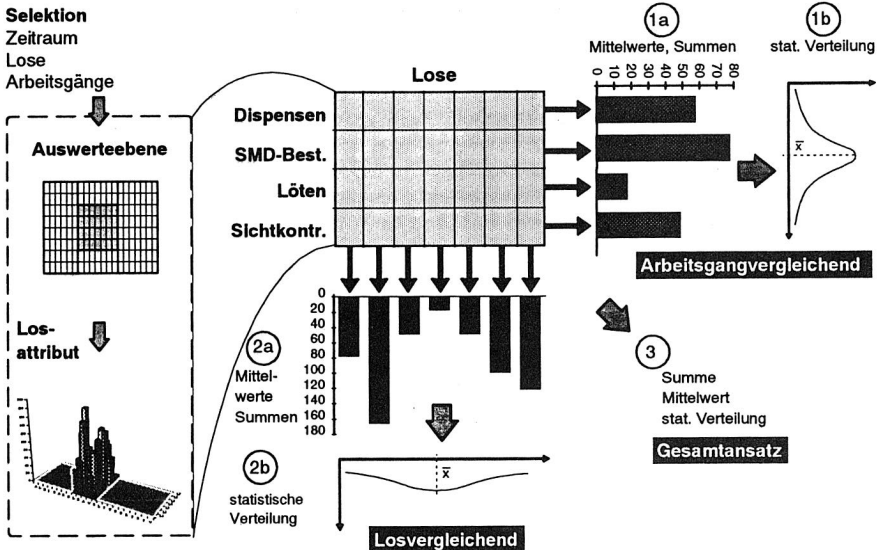 Selektion
Zeitraum
Lose
Arbeitsgänge
Auswerteebene
Los-
attribut
Lose
Dispensen
SMD-Best.
Löten
Sichtkontr.
1a
Mittelwerte, Summen
0 10 20 30 40 50 60 70 80
1b
stat. Verteilung
x̅
Arbeitsgangvergleichend
2a
Mittel-
werte
Summen
0
20
40
60
80
100
120
140
160
180
2b
statistische
Verteilung
x̅
Losvergleichend
3
Summe
Mittelwert
stat. Verteilung
Gesamtansatz